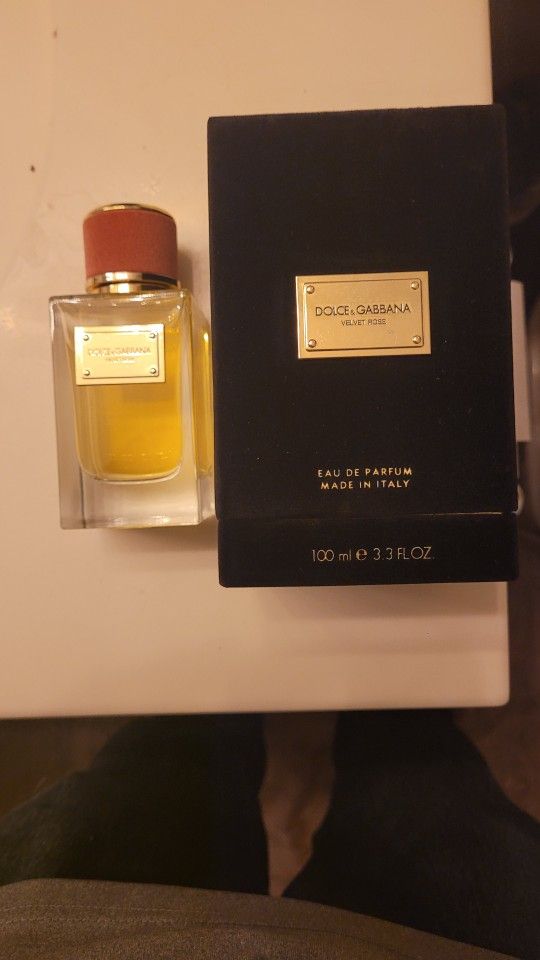 DOLCE & GABBANA
DOLCE & GABBANA
VELVET ROSE
EAU DE PARFUM
MADE IN ITALY
100 ml ℮ 3.3 FL.OZ.